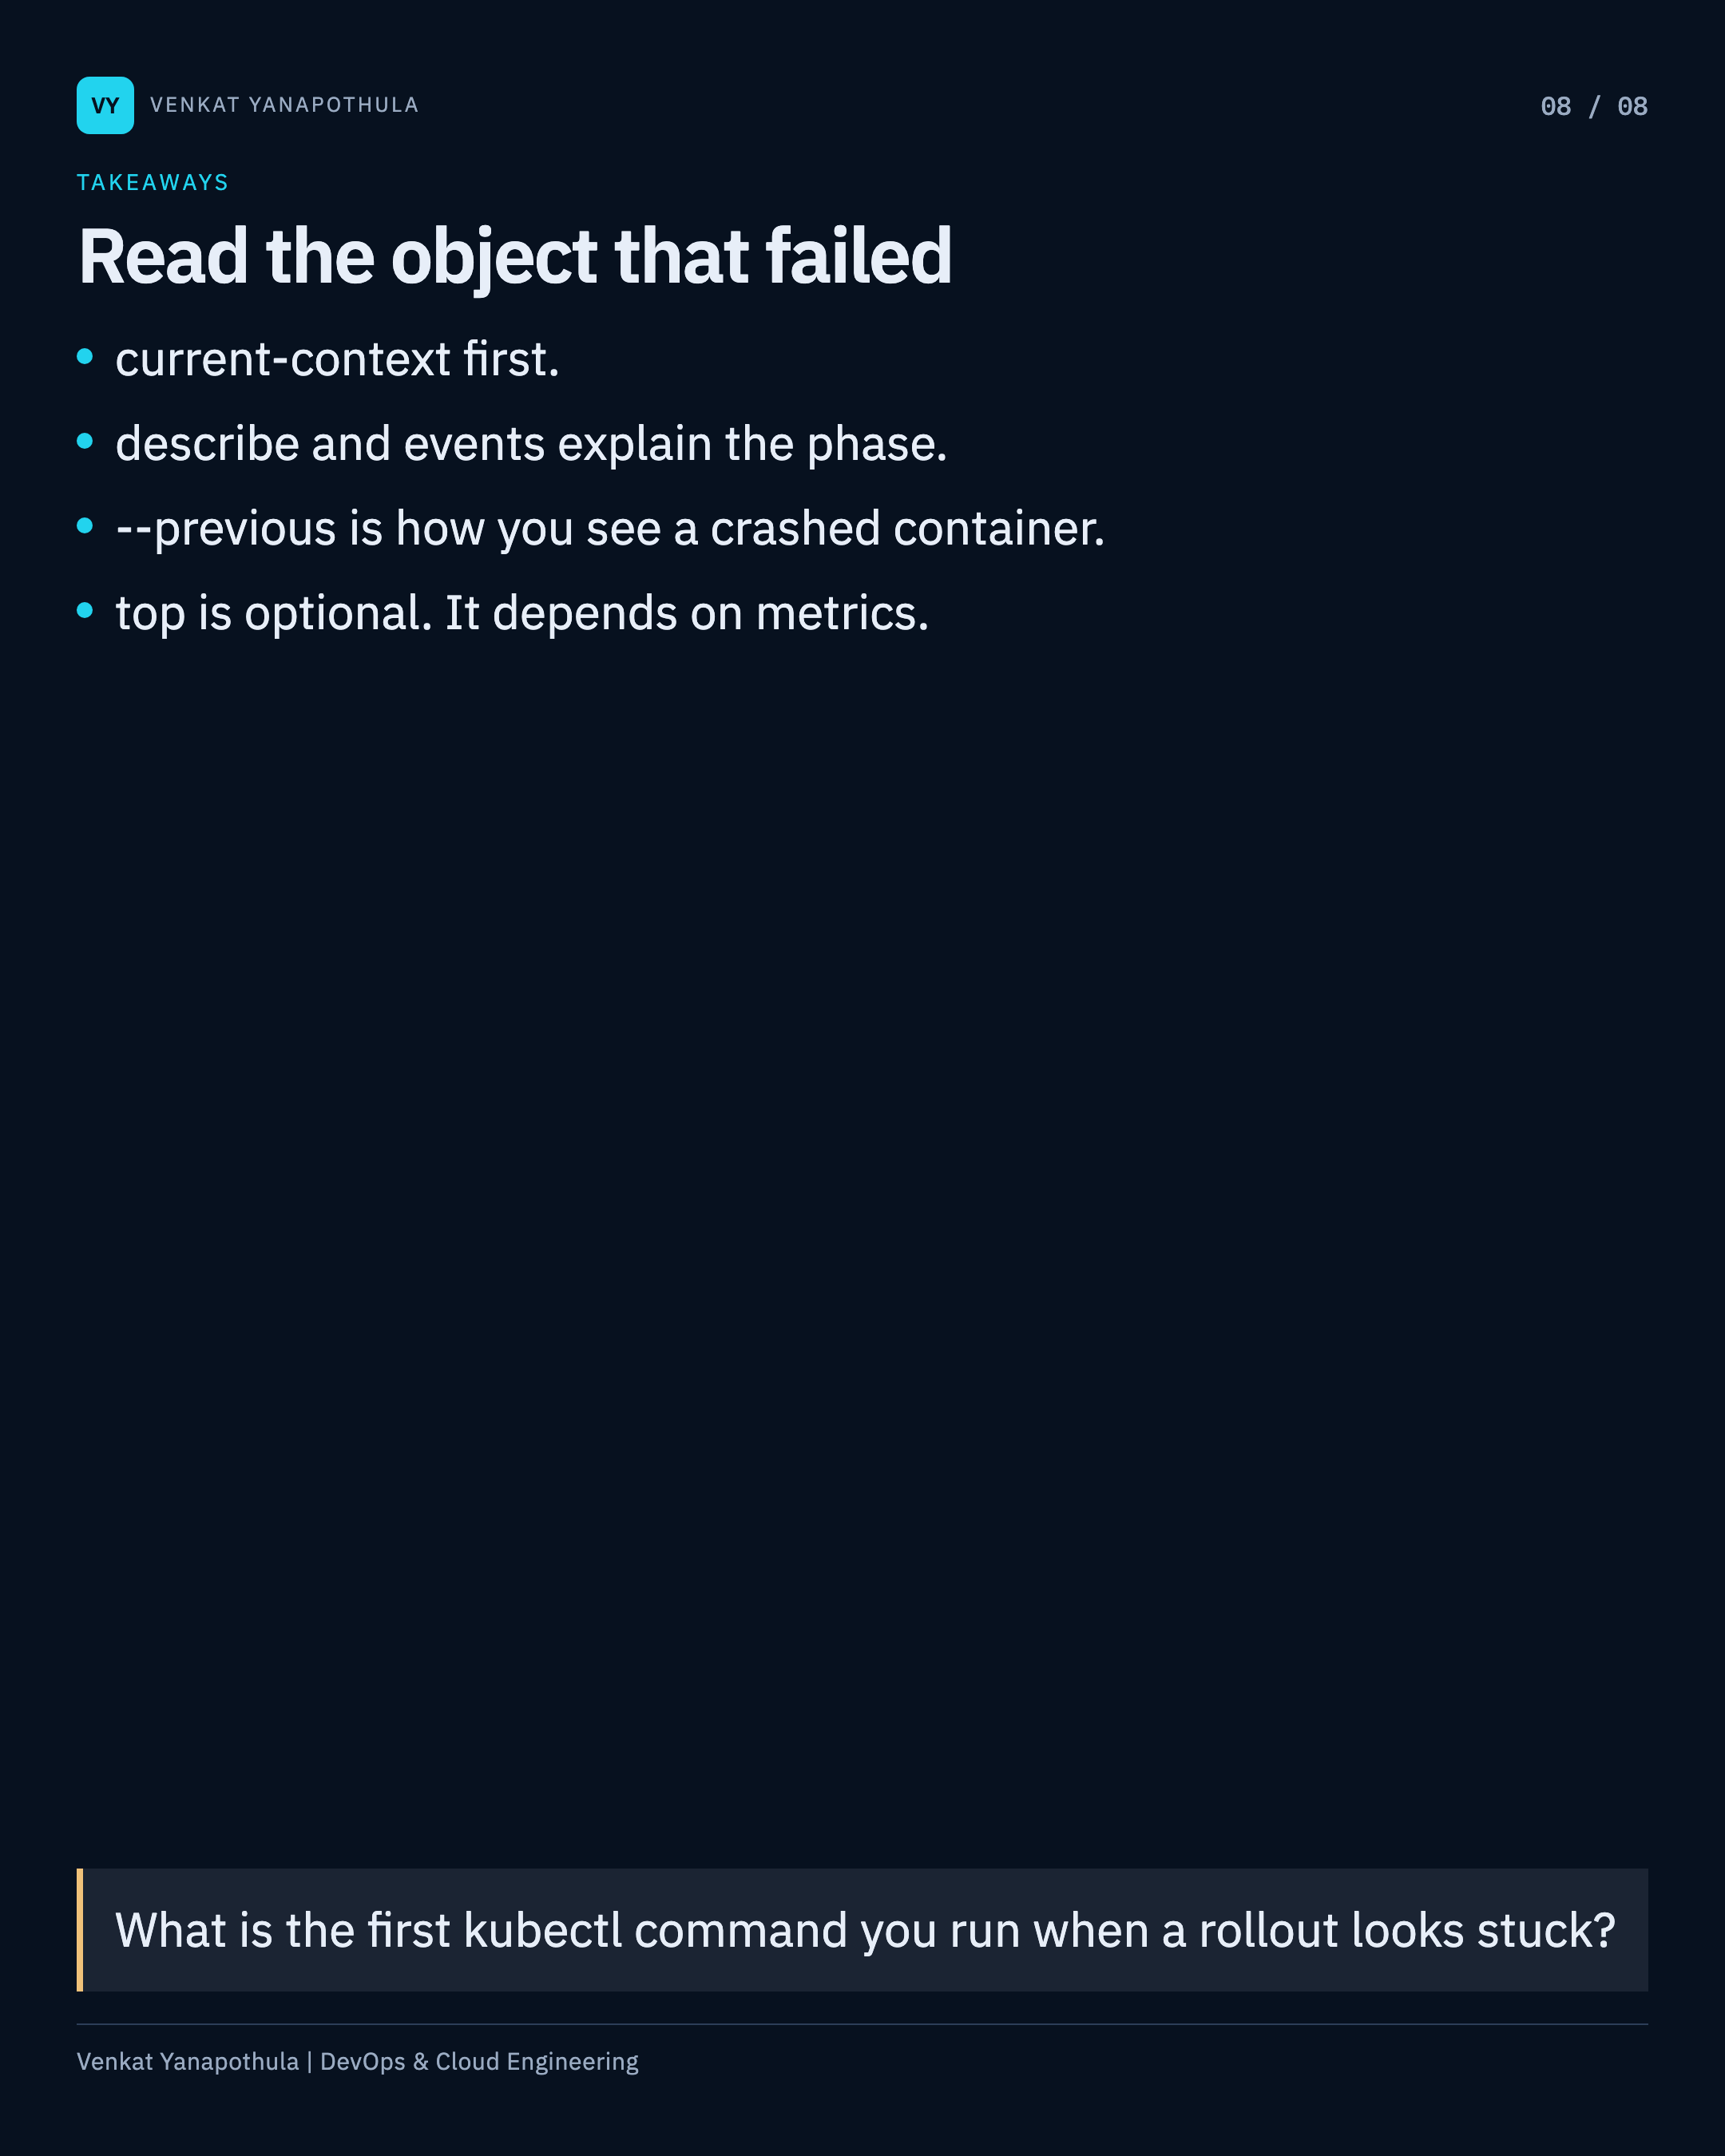 VY
VENKAT YANAPOTHULA
08 / 08
TAKEAWAYS
Read the object that failed
current-context first.
describe and events explain the phase.
--previous is how you see a crashed container.
top is optional. It depends on metrics.
What is the first kubectl command you run when a rollout looks stuck?
Venkat Yanapothula | DevOps & Cloud Engineering